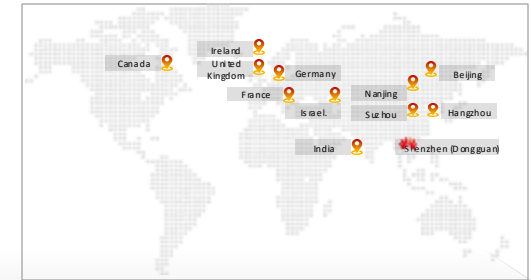 Ireland
Canada
United
Kingdom
Germany
Beijing
France
Nanjing
Israel.
Suzhou
Hangzhou
India
Shenzhen (Dongguan)